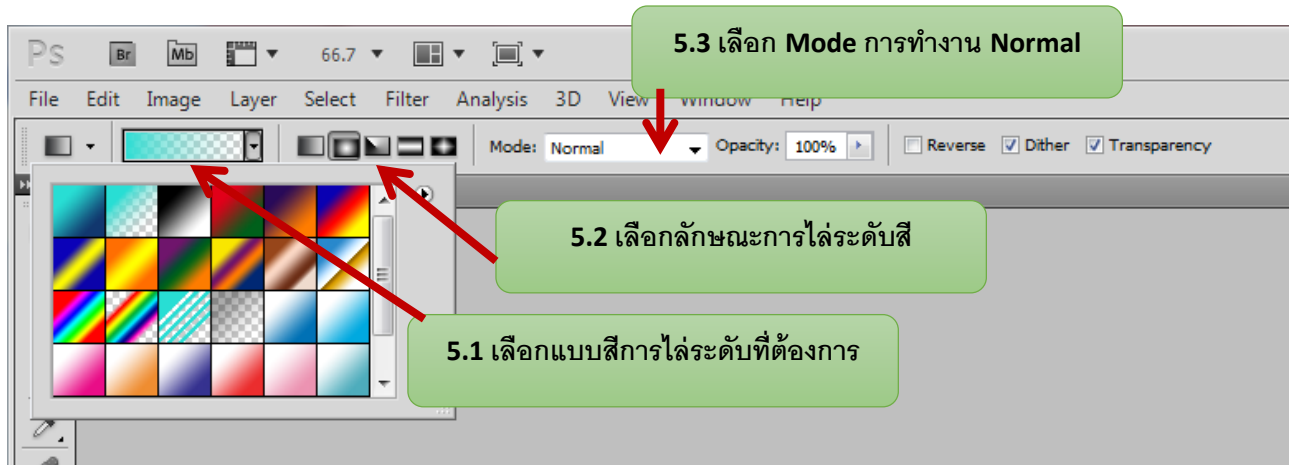 Ps Br Mb 66.7
5.3 เลือก Mode การทำงาน Normal
File Edit Image Layer Select Filter Analysis 3D View Window Help
Mode: Normal Opacity: 100% Reverse Dither Transparency
5.2 เลือกลักษณะการไล่ระดับสี
5.1 เลือกแบบสีการไล่ระดับที่ต้องการ